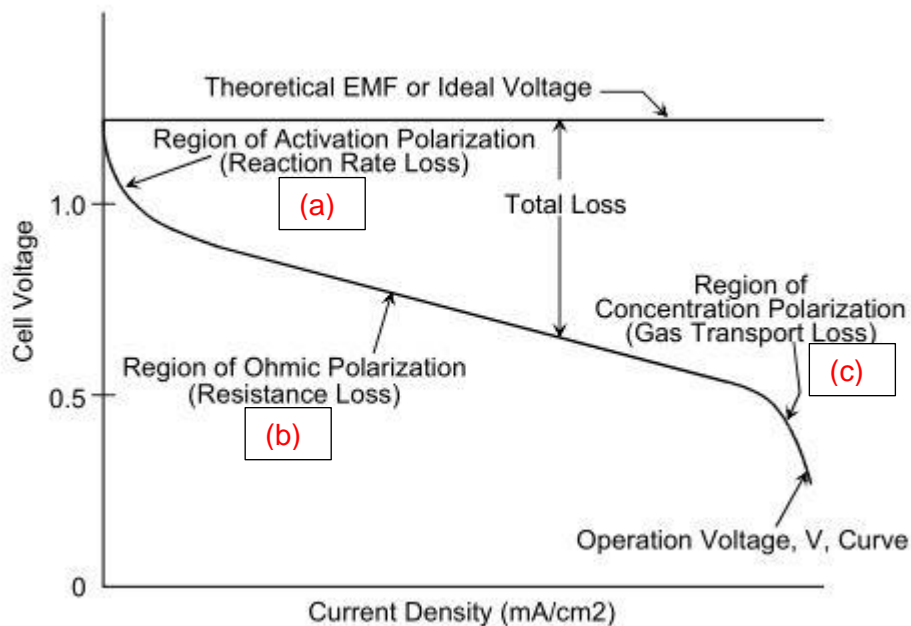 Theoretical EMF or Ideal Voltage
Region of Activation Polarization
(Reaction Rate Loss)
(a)
1.0
Total Loss
Region of
Concentration Polarization
(Gas Transport Loss)
(c)
Cell Voltage
Region of Ohmic Polarization
(Resistance Loss)
(b)
0.5
Operation Voltage, V, Curve
0
Current Density (mA/cm2)